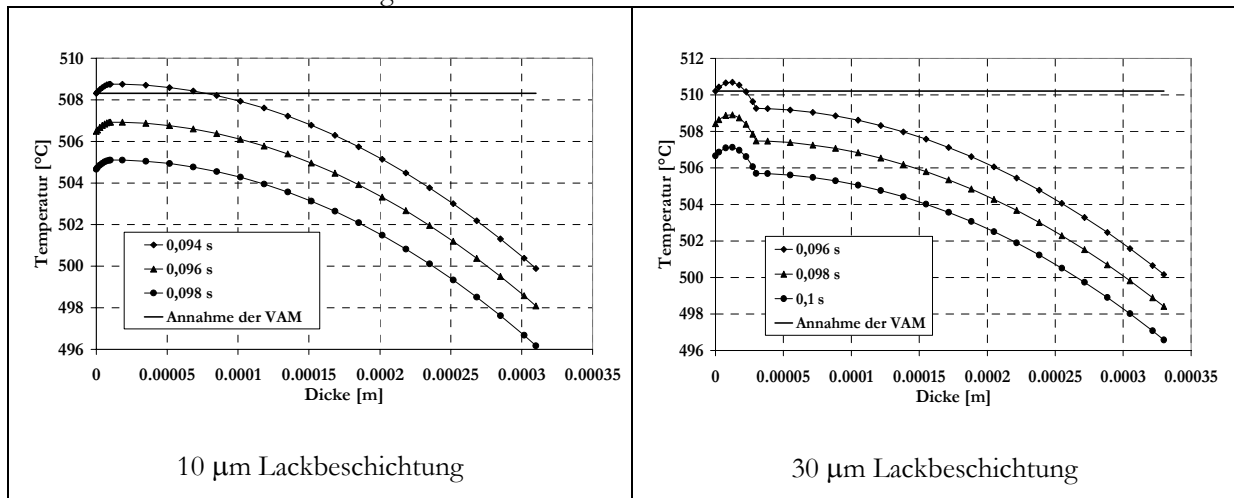 510
508
506
504
502
500
498
496
Temperatur [°C]
0,094 s
0,096 s
0,098 s
Annahme der VAM
0 0.00005 0.0001 0.00015 0.0002 0.00025 0.0003 0.00035
Dicke [m]
10 μm Lackbeschichtung
512
510
508
506
504
502
500
498
496
Temperatur [°C]
0,096 s
0,098 s
0,1 s
Annahme der VAM
0 0.00005 0.0001 0.00015 0.0002 0.00025 0.0003 0.00035
Dicke [m]
30 μm Lackbeschichtung